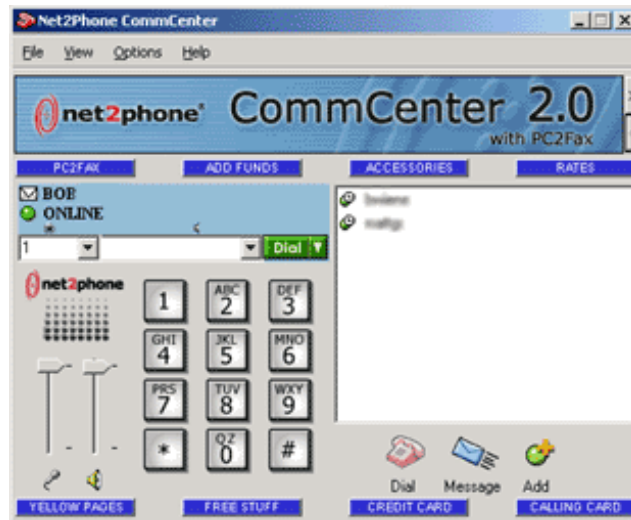 Net2Phone CommCenter
File View Options Help
net2phone® CommCenter 2.0
with PC2Fax
PC2FAX ADD FUNDS ACCESSORIES RATES
BOB
ONLINE
1 Dial
net2phone
1 ABC 2 DEF 3
GHI 4 JKL 5 MNO 6
PRS 7 TUV 8 WXY 9
* QZ 0 #
Dial Message Add
YELLOW PAGES FREE STUFF CREDIT CARD CALLING CARD